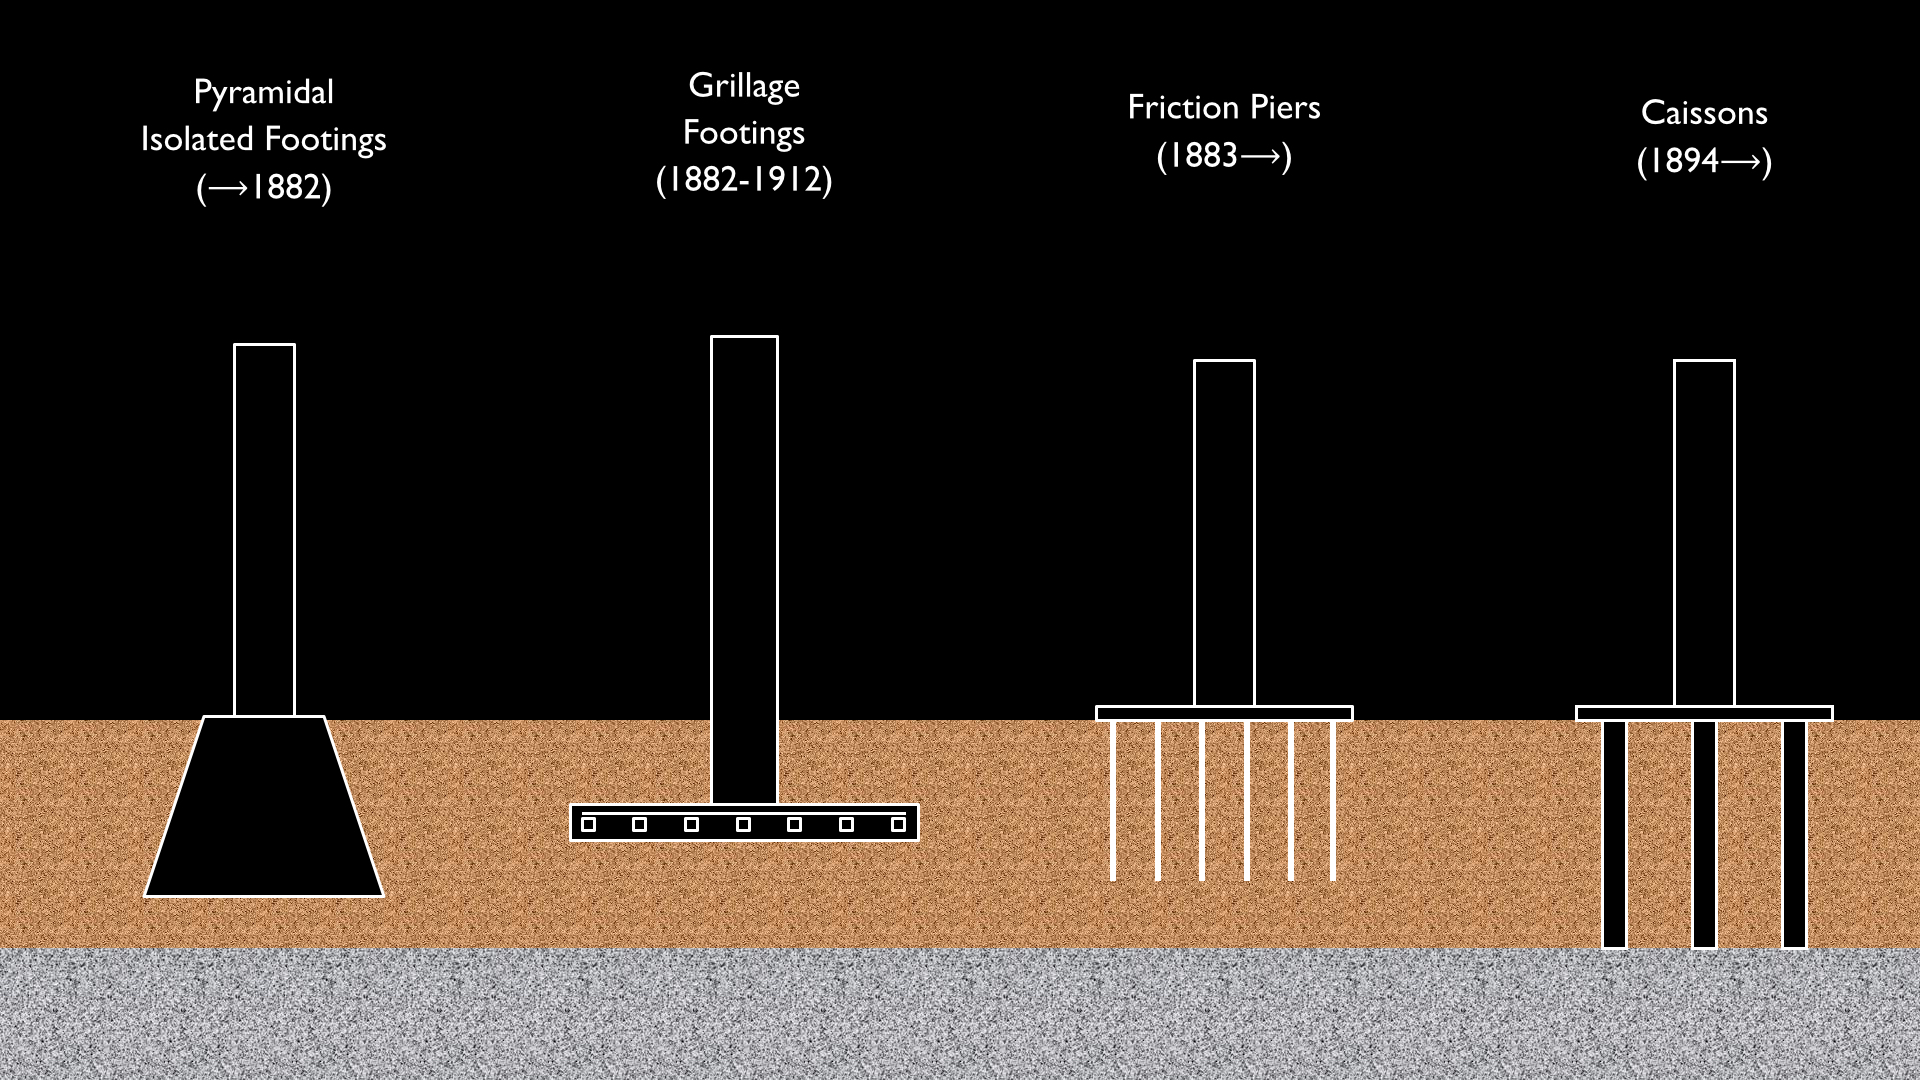 Pyramidal
Isolated Footings
(→1882)
Grillage
Footings
(1882-1912)
Friction Piers
(1883→)
Caissons
(1894→)